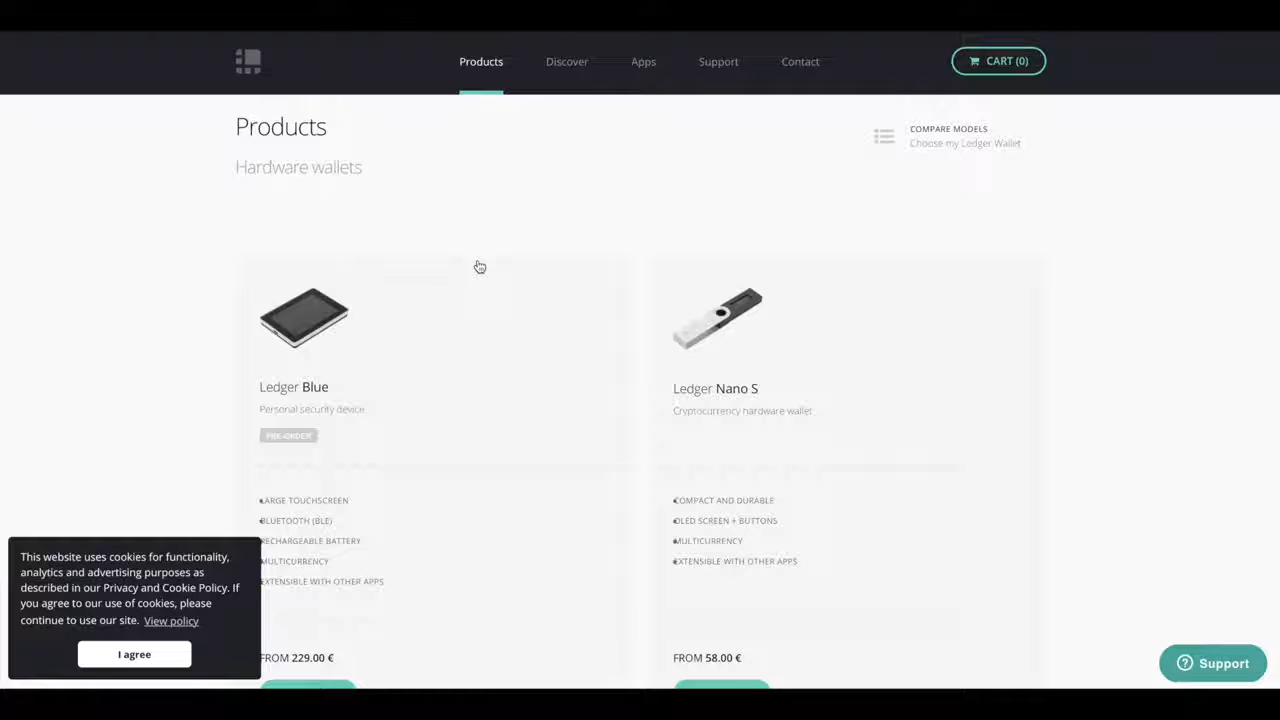 Products
Discover
Apps
Support
Contact
CART (0)
Products
COMPARE MODELS
Choose my Ledger Wallet
Hardware wallets
Ledger Blue
Personal security device
PRE-ORDER
LARGE TOUCHSCREEN
BLUETOOTH (BLE)
RECHARGEABLE BATTERY
MULTICURRENCY
EXTENSIBLE WITH OTHER APPS
FROM 229.00 €
Ledger Nano S
Cryptocurrency hardware wallet
COMPACT AND DURABLE
OLED SCREEN + BUTTONS
MULTICURRENCY
EXTENSIBLE WITH OTHER APPS
FROM 58.00 €
This website uses cookies for functionality,
analytics and advertising purposes as
described in our Privacy and Cookie Policy. If
you agree to our use of cookies, please
continue to use our site. View policy
I agree
Support